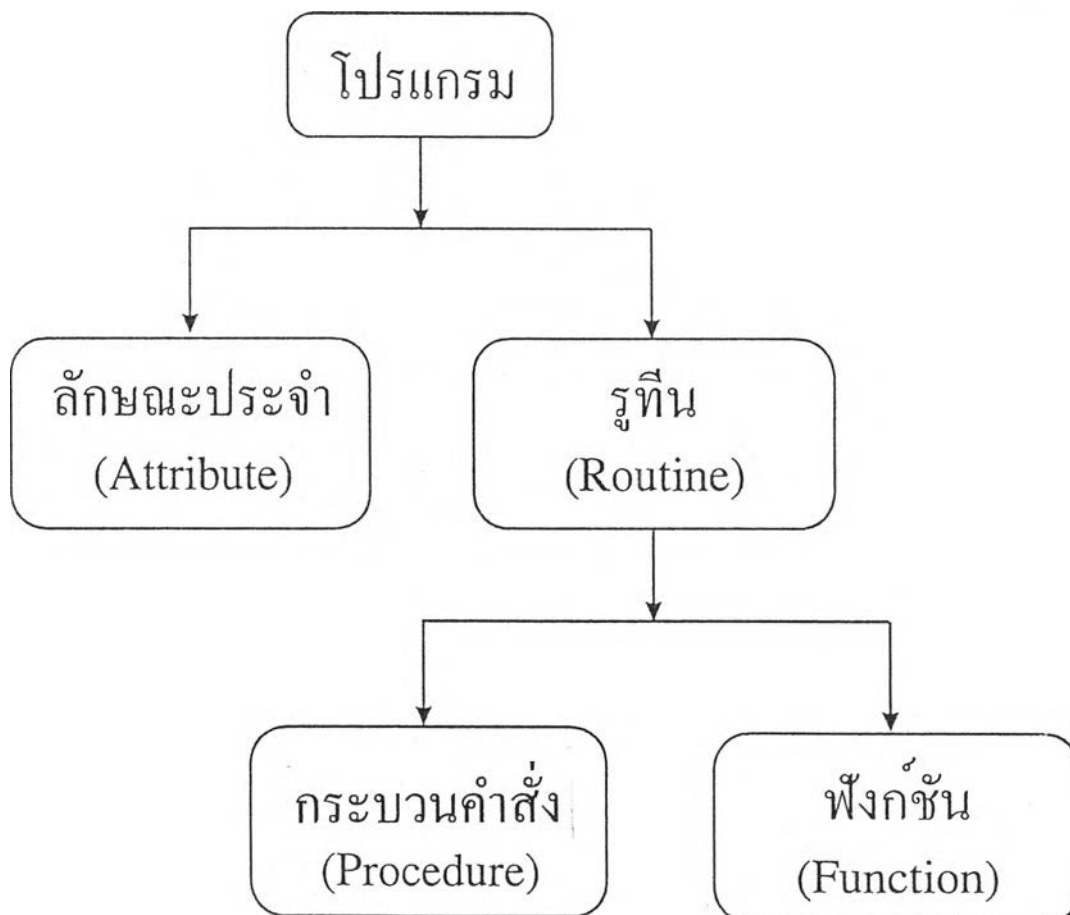 โปรแกรม
ลักษณะประจำ
(Attribute)
รูทีน
(Routine)
กระบวนคำสั่ง
(Procedure)
ฟังก์ชัน
(Function)